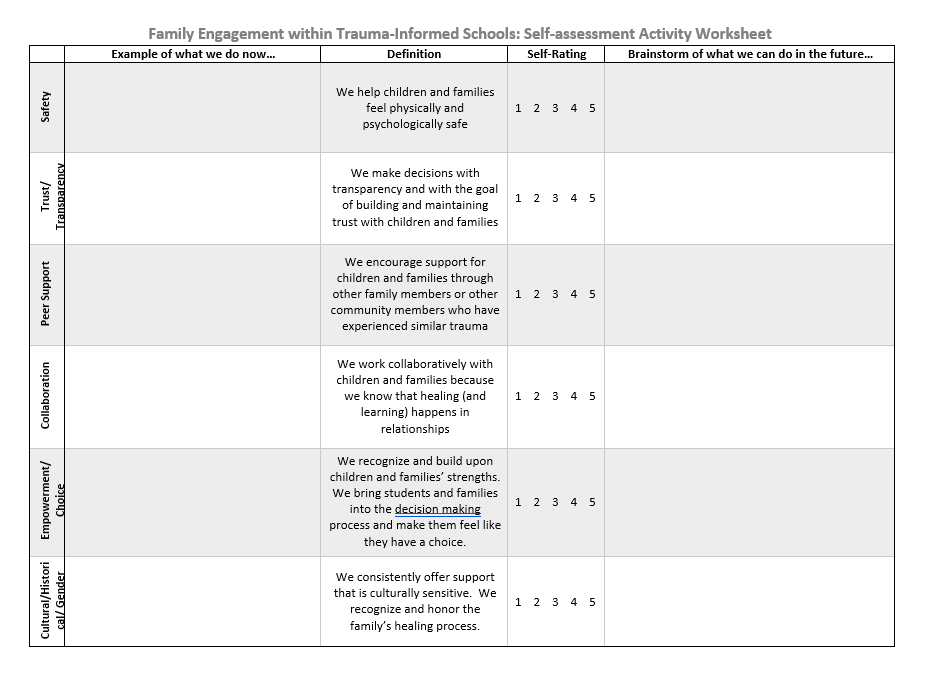 Family Engagement within Trauma-Informed Schools: Self-assessment Activity Worksheet
Example of what we do now...
Definition
Self-Rating
Brainstorm of what we can do in the future...
Safety
We help children and families
feel physically and
psychologically safe
1 2 3 4 5
Trust/
Transparency
We make decisions with
transparency and with the goal
of building and maintaining
trust with children and families
1 2 3 4 5
Peer Support
We encourage support for
children and families through
other family members or other
community members who have
experienced similar trauma
1 2 3 4 5
Collaboration
We work collaboratively with
children and families because
we know that healing (and
learning) happens in
relationships
1 2 3 4 5
Empowerment/
Choice
We recognize and build upon
children and families’ strengths.
We bring students and families
into the decision making
process and make them feel like
they have a choice.
1 2 3 4 5
Cultural/Histori
cal/ Gender
We consistently offer support
that is culturally sensitive.  We
recognize and honor the
family’s healing process.
1 2 3 4 5